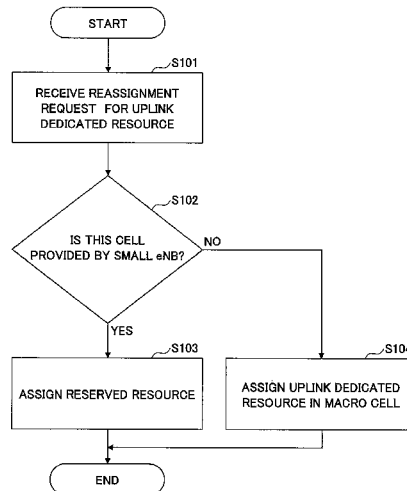 START
S101
RECEIVE REASSIGNMENT
REQUEST FOR UPLINK
DEDICATED RESOURCE
S102
IS THIS CELL
PROVIDED BY SMALL eNB?
NO
YES
S103
ASSIGN RESERVED RESOURCE
S104
ASSIGN UPLINK DEDICATED
RESOURCE IN MACRO CELL
END